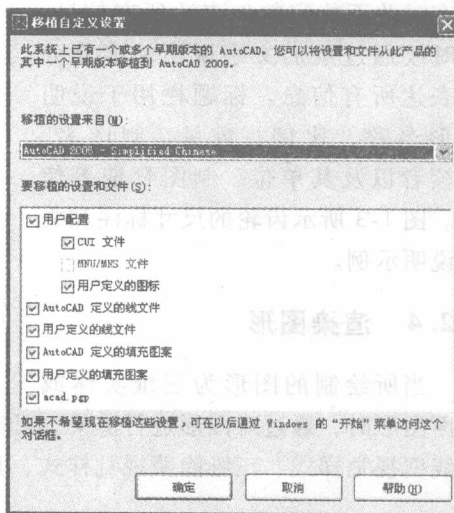 移植自定义设置
此系统上已有一个或多个早期版本的 AutoCAD。您可以将设置和文件从此产品的
其中一个早期版本移植到 AutoCAD 2009。
移植的设置来自(M):
AutoCAD 2006 - Simplified Chinese
要移植的设置和文件(S):
用户配置
CUI 文件
MNU/MNS 文件
用户定义的图标
AutoCAD 定义的线文件
用户定义的线文件
AutoCAD 定义的填充图案
用户定义的填充图案
acad.pgp
如果不希望现在移植这些设置,可在以后通过 Windows 的“开始”菜单访问这个
对话框。
确定
取消
帮助(H)